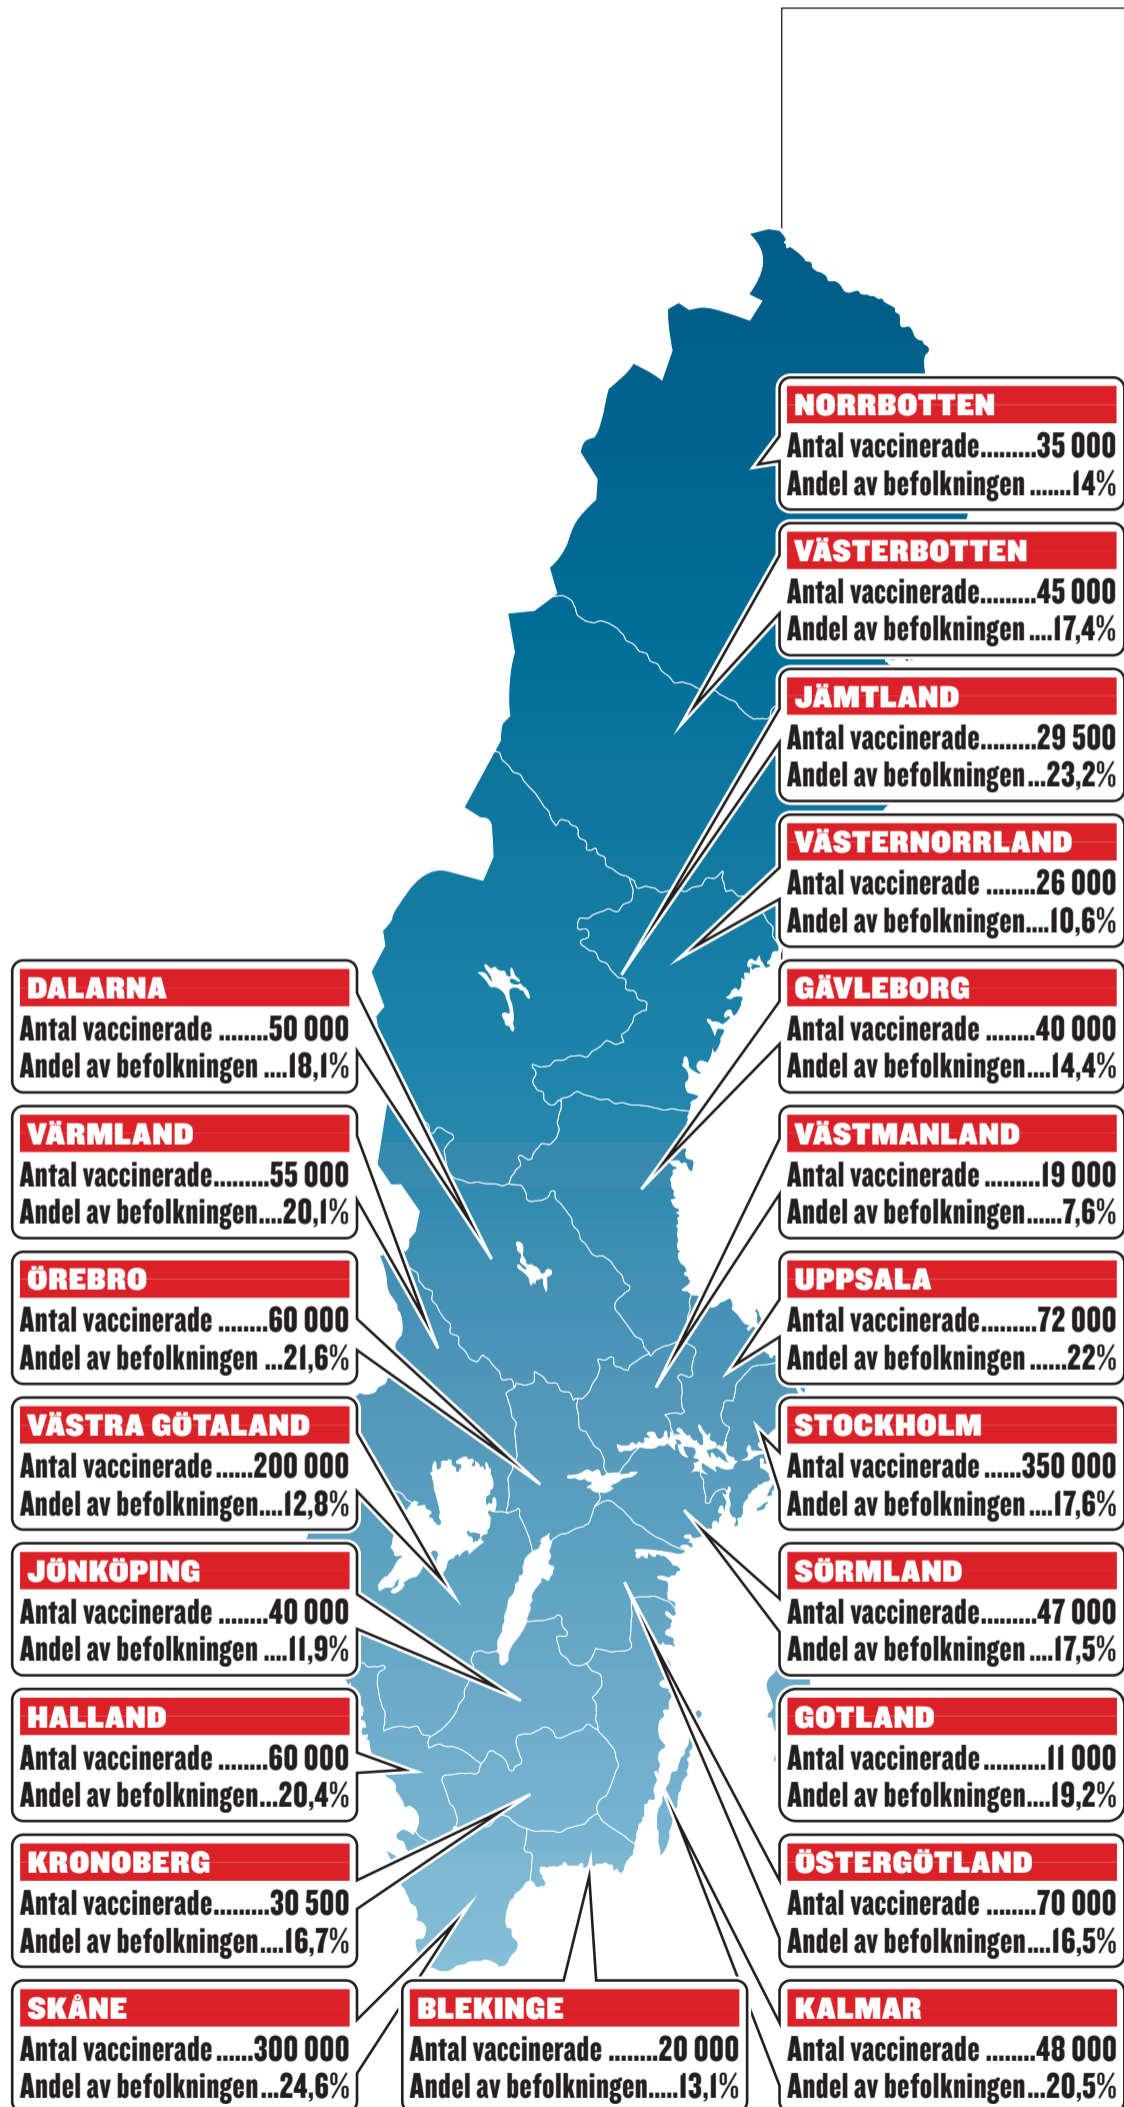 NORRBOTTEN
Antal vaccinerade.........35 000
Andel av befolkningen .......14%
VÄSTERBOTTEN
Antal vaccinerade.........45 000
Andel av befolkningen ....17,4%
JÄMTLAND
Antal vaccinerade.........29 500
Andel av befolkningen...23,2%
VÄSTERNORRLAND
Antal vaccinerade ........26 000
Andel av befolkningen....10,6%
DALARNA
Antal vaccinerade ........50 000
Andel av befolkningen ....18,1%
GÄVLEBORG
Antal vaccinerade ........40 000
Andel av befolkningen....14,4%
VÄRMLAND
Antal vaccinerade.........55 000
Andel av befolkningen....20,1%
VÄSTMANLAND
Antal vaccinerade .........19 000
Andel av befolkningen......7,6%
ÖREBRO
Antal vaccinerade ........60 000
Andel av befolkningen ...21,6%
UPPSALA
Antal vaccinerade.........72 000
Andel av befolkningen ......22%
VÄSTRA GÖTALAND
Antal vaccinerade ......200 000
Andel av befolkningen....12,8%
STOCKHOLM
Antal vaccinerade ......350 000
Andel av befolkningen ....17,6%
JÖNKÖPING
Antal vaccinerade ........40 000
Andel av befolkningen ....11,9%
SÖRMLAND
Antal vaccinerade.........47 000
Andel av befolkningen ....17,5%
HALLAND
Antal vaccinerade ........60 000
Andel av befolkningen...20,4%
GOTLAND
Antal vaccinerade ..........11 000
Andel av befolkningen....19,2%
KRONOBERG
Antal vaccinerade.........30 500
Andel av befolkningen....16,7%
ÖSTERGÖTLAND
Antal vaccinerade ........70 000
Andel av befolkningen....16,5%
SKÅNE
Antal vaccinerade ......300 000
Andel av befolkningen...24,6%
BLEKINGE
Antal vaccinerade ........20 000
Andel av befolkningen.....13,1%
KALMAR
Antal vaccinerade ........48 000
Andel av befolkningen...20,5%